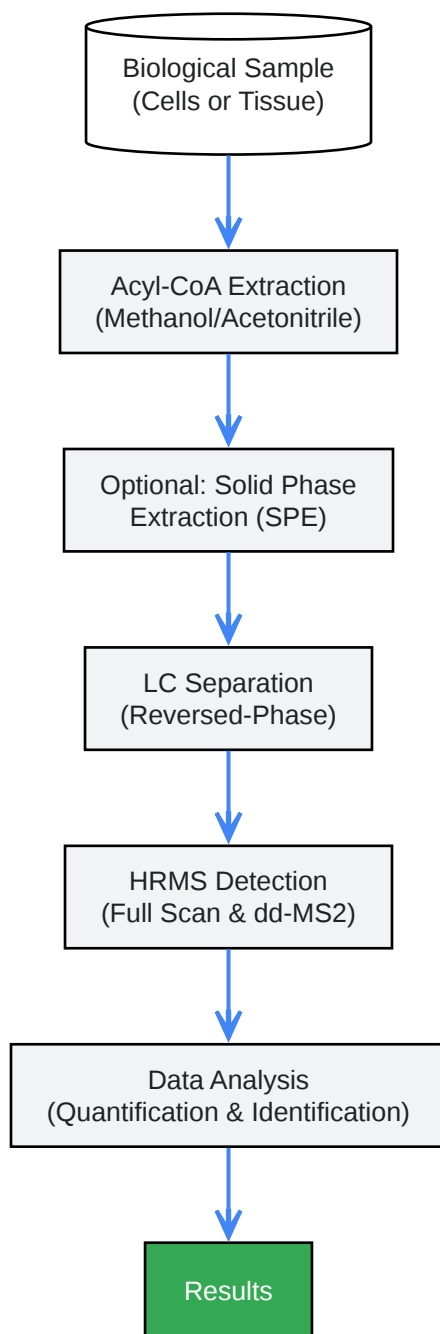 Biological Sample
(Cells or Tissue)
Acyl-CoA Extraction
(Methanol/Acetonitrile)
Optional: Solid Phase
Extraction (SPE)
LC Separation
(Reversed-Phase)
HRMS Detection
(Full Scan & dd-MS2)
Data Analysis
(Quantification & Identification)
Results